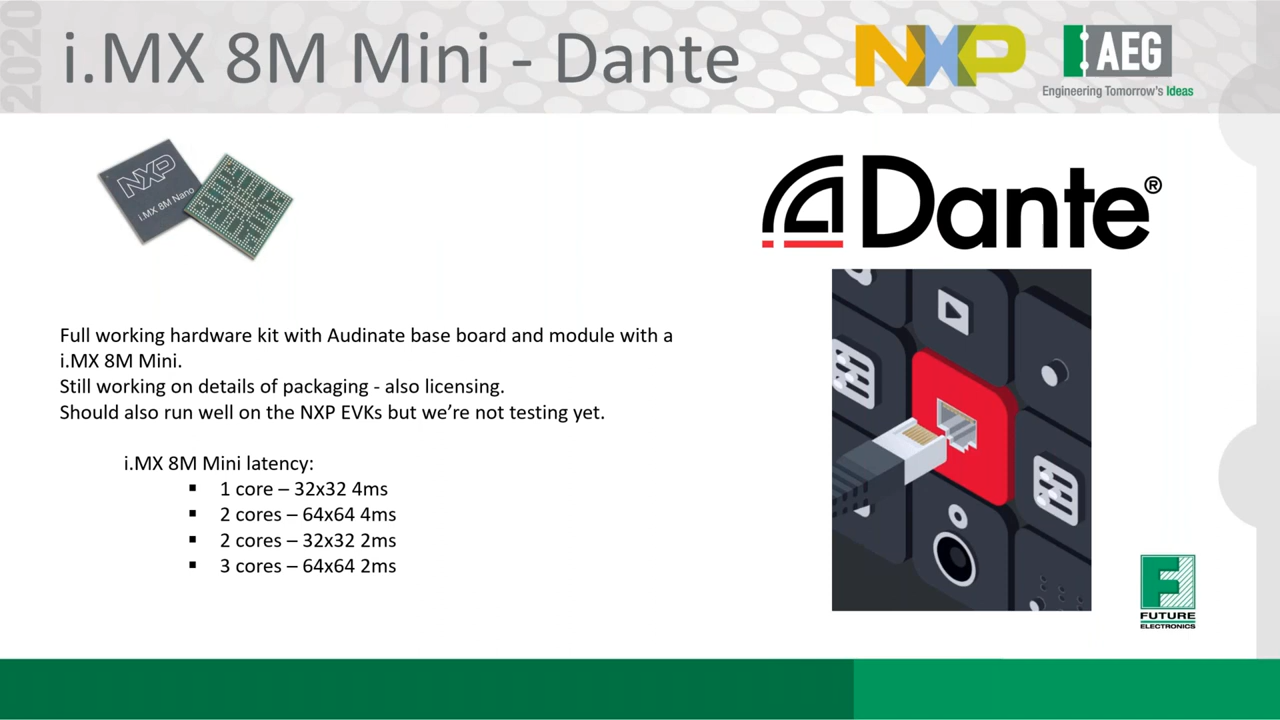 2020
i.MX 8M Mini - Dante
NXP
AEG
Engineering Tomorrow's Ideas
NXP
i.MX 8M Nano
Dante®
Full working hardware kit with Audinate base board and module with a
i.MX 8M Mini.
Still working on details of packaging - also licensing.
Should also run well on the NXP EVKs but we're not testing yet.
i.MX 8M Mini latency:
▪ 1 core – 32x32 4ms
▪ 2 cores – 64x64 4ms
▪ 2 cores – 32x32 2ms
▪ 3 cores – 64x64 2ms
F
FUTURE
ELECTRONICS